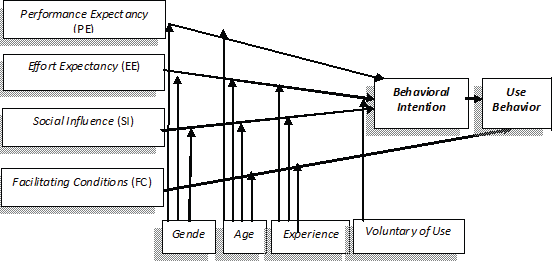 Performance Expectancy
(PE)
Effort Expectancy (EE)
Behavioral
Intention
Use
Behavior
Social Influence (SI)
Facilitating Conditions (FC)
Gende
Age
Experience
Voluntary of Use